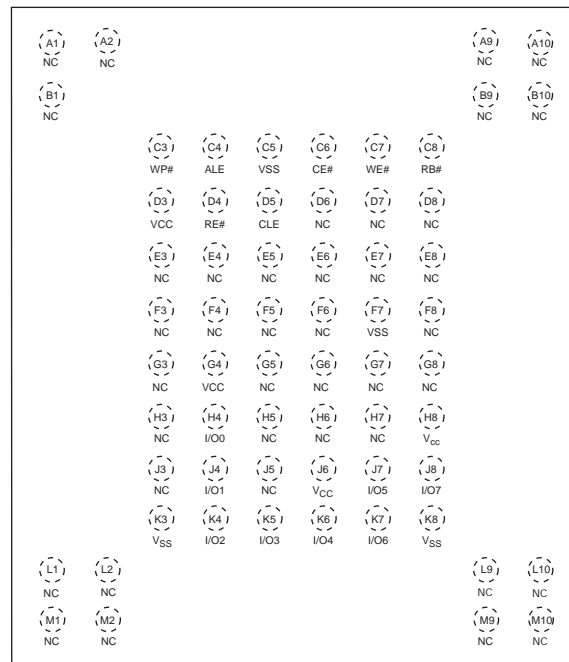 A1 A2 A9 A10
NC NC NC NC
B1 B9 B10
NC NC NC
C3 C4 C5 C6 C7 C8
WP# ALE VSS CE# WE# RB#
D3 D4 D5 D6 D7 D8
VCC RE# CLE NC NC NC
E3 E4 E5 E6 E7 E8
NC NC NC NC NC NC
F3 F4 F5 F6 F7 F8
NC NC NC NC VSS NC
G3 G4 G5 G6 G7 G8
NC VCC NC NC NC NC
H3 H4 H5 H6 H7 H8
NC I/O0 NC NC NC Vcc
J3 J4 J5 J6 J7 J8
NC I/O1 NC VCC I/O5 I/O7
K3 K4 K5 K6 K7 K8
VSS I/O2 I/O3 I/O4 I/O6 VSS
L1 L2 L9 L10
NC NC NC NC
M1 M2 M9 M10
NC NC NC NC